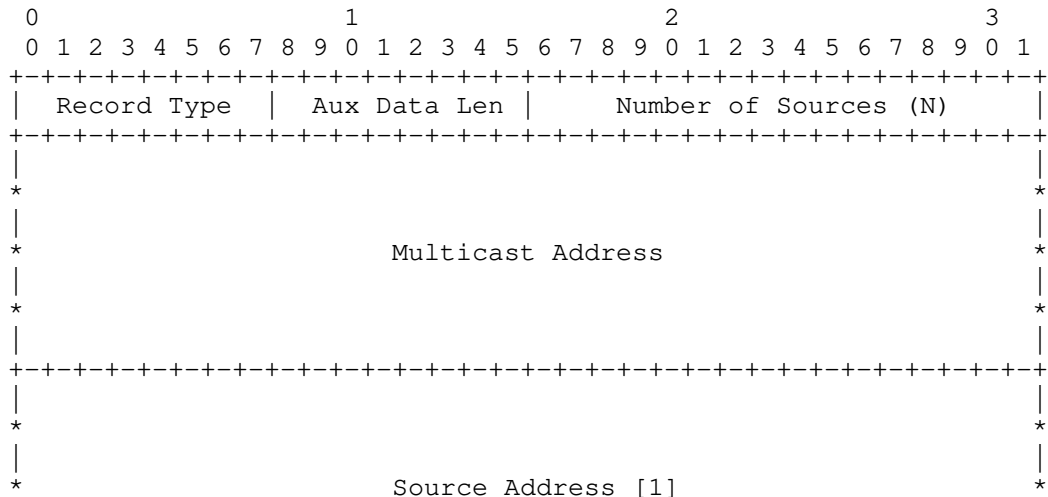 0                   1                   2                   3
 0 1 2 3 4 5 6 7 8 9 0 1 2 3 4 5 6 7 8 9 0 1 2 3 4 5 6 7 8 9 0 1
+-+-+-+-+-+-+-+-+-+-+-+-+-+-+-+-+-+-+-+-+-+-+-+-+-+-+-+-+-+-+-+-+
|  Record Type  |  Aux Data Len |     Number of Sources (N)     |
+-+-+-+-+-+-+-+-+-+-+-+-+-+-+-+-+-+-+-+-+-+-+-+-+-+-+-+-+-+-+-+-+
|                                                               |
*                                                               *
|                                                               |
*                       Multicast Address                       *
|                                                               |
*                                                               *
|                                                               |
+-+-+-+-+-+-+-+-+-+-+-+-+-+-+-+-+-+-+-+-+-+-+-+-+-+-+-+-+-+-+-+-+
|                                                               |
*                                                               *
|                                                               |
*                       Source Address [1]                      *